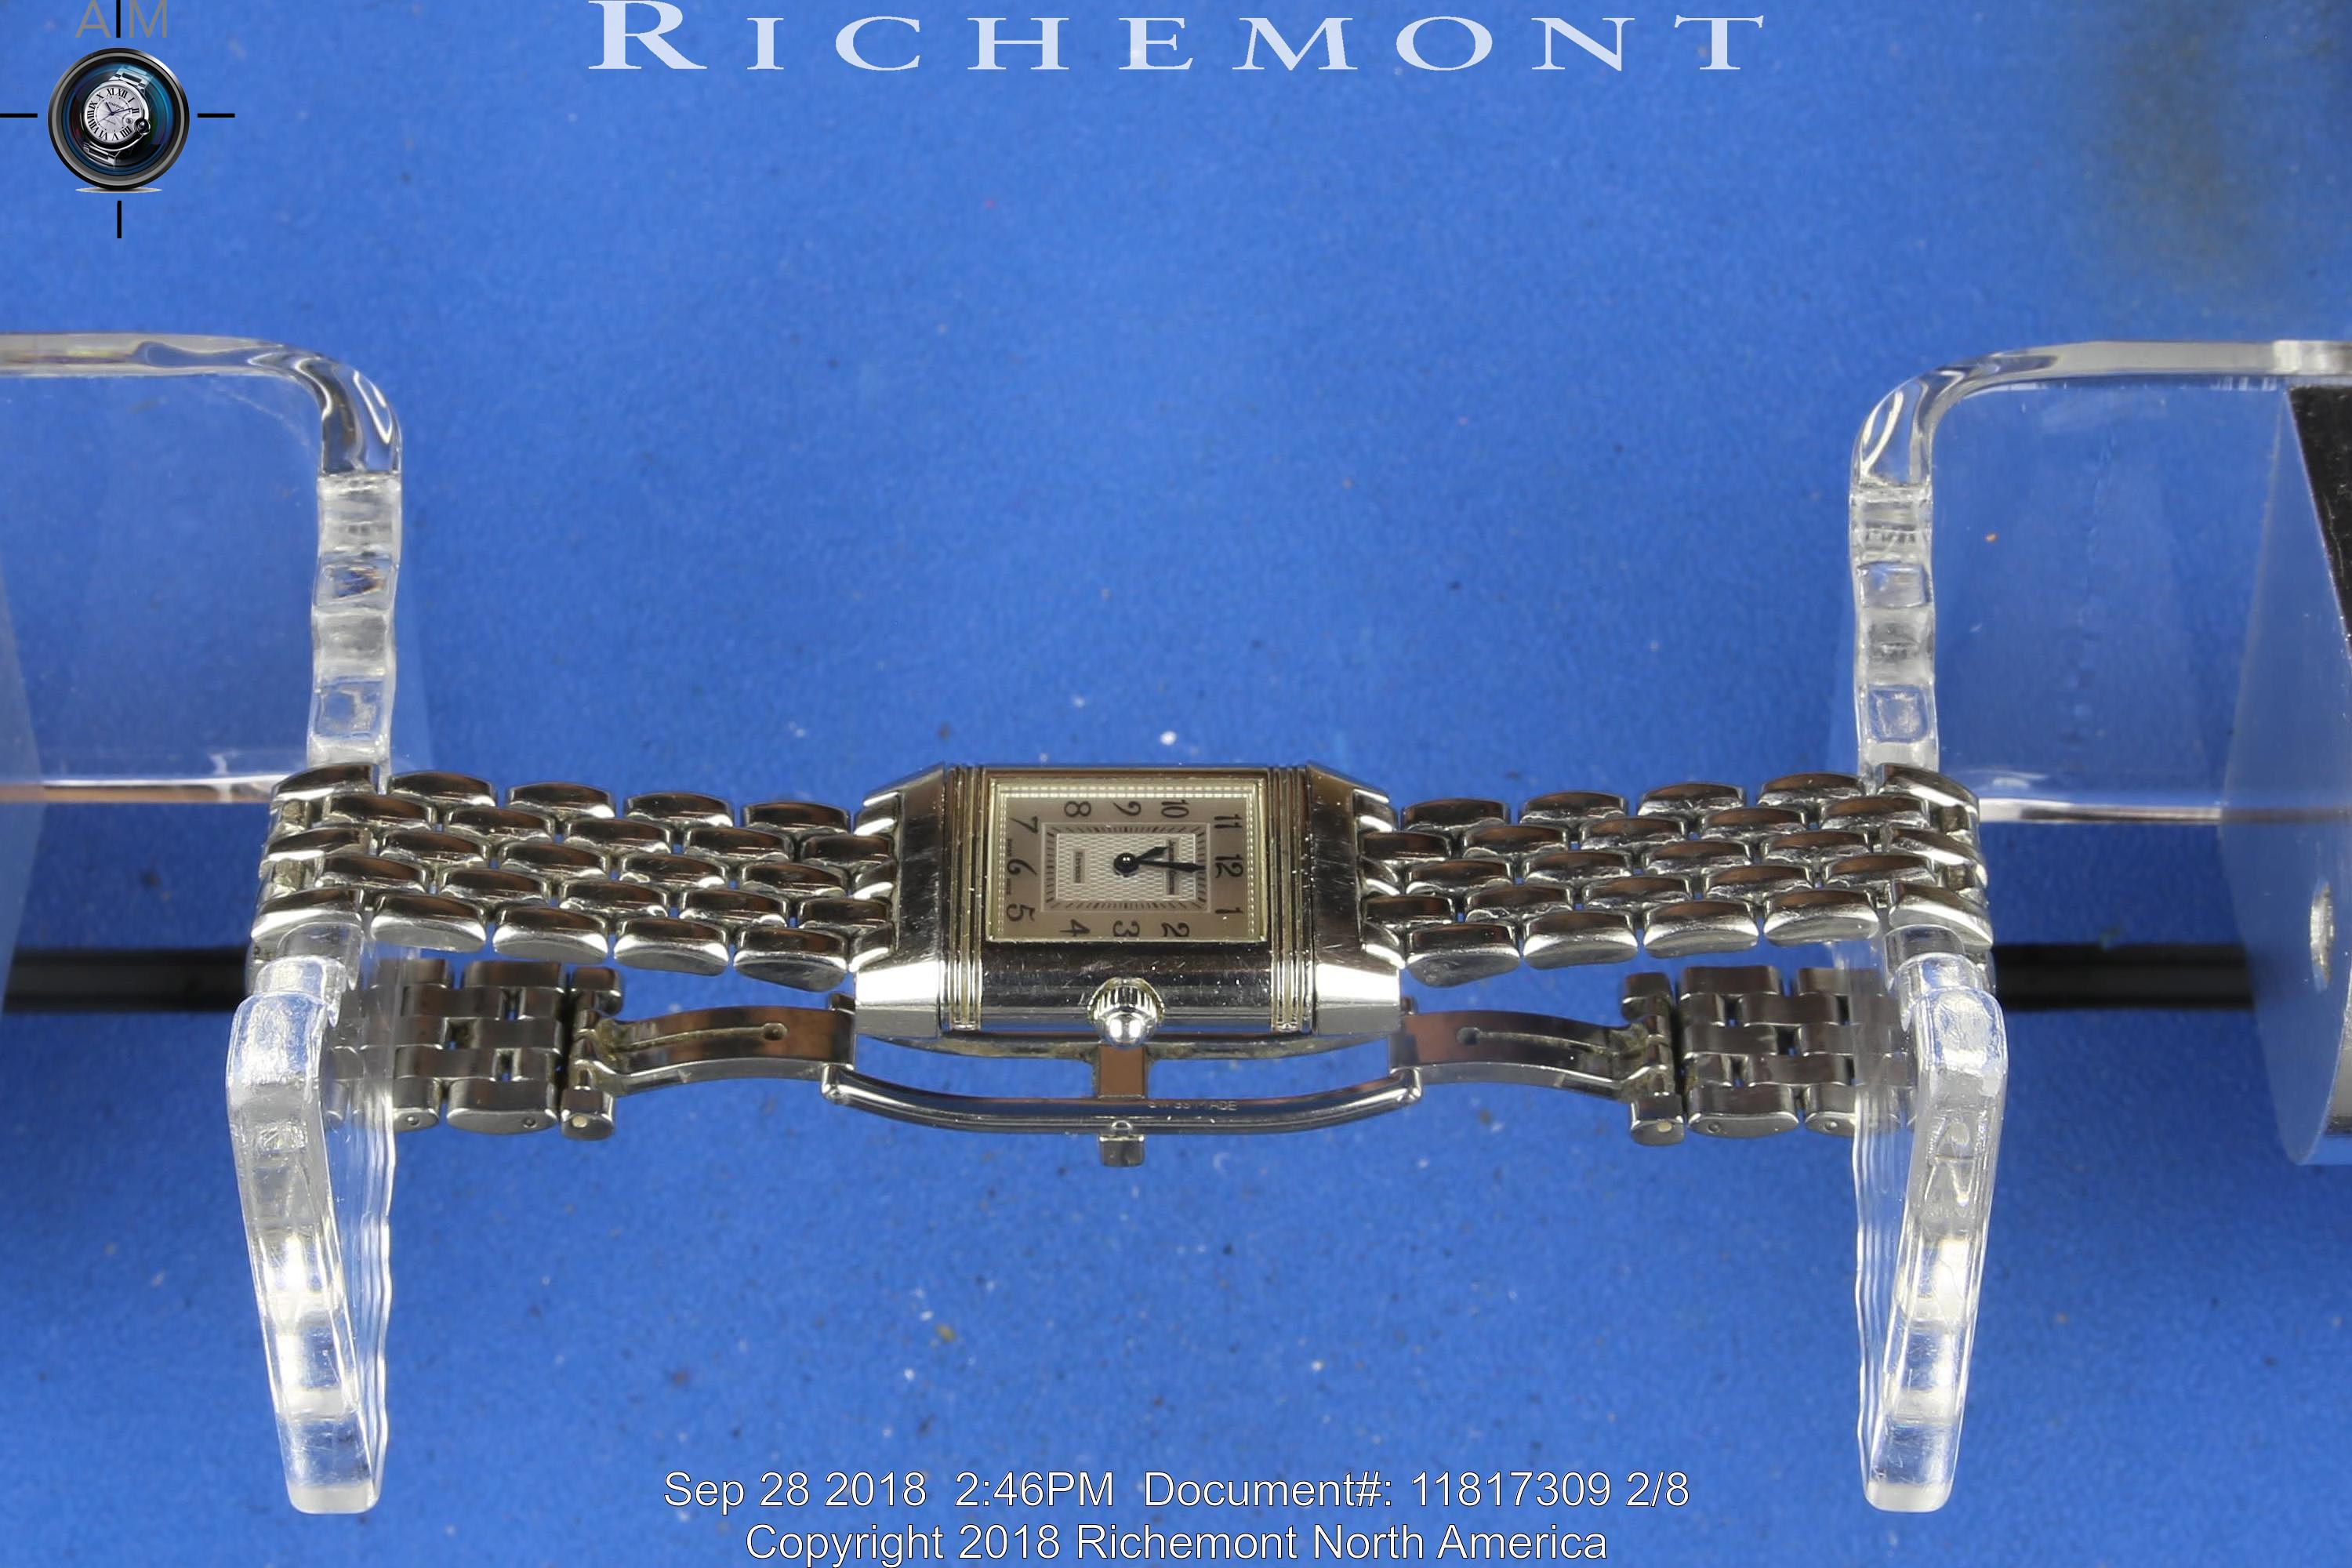 AIM
RICHEMONT
10 11 12 1 2 3 4 5 6 7 8 9
Sep 28 2018 2:46PM Document#: 11817309 2/8
Copyright 2018 Richemont North America